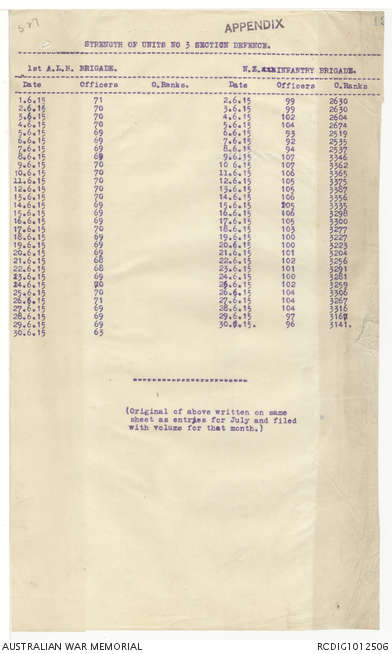 587
APPENDIX
STRENGTH OF UNITS NO 3 SECTION DEFENCE.
1st A.L.H. BRIGADE. N.Z. INFANTRY BRIGADE.
Date Officers O.Ranks. Date Officers O.Ranks
1.6.15 71 2.6.15 99 2630
2.6.15 70 3.6.15 99 2630
3.6.15 70 4.6.15 102 2604
4.6.15 70 5.6.15 104 2674
5.6.15 69 6.6.15 93 2519
6.6.15 69 7.6.15 92 2535
7.6.15 69 8.6.15 94 2537
8.6.15 69 9.6.15 107 3346
9.6.15 70 10 6.15 107 3362
10.6.15 70 11.6.15 106 3365
11.6.15 70 12.6.15 105 3375
12.6.15 70 13.6.15 105 3387
13.6.15 70 14.6.15 106 3356
14.6.15 69 15.6.15 105 3335
15.6.15 69 16.6.15 106 3298
16.6.15 69 17.6.15 105 3300
17.6.15 70 18.6.15 103 3277
18.6.15 69 19.6.15 100 3227
19.6.15 69 20.6.15 100 3223
20.6.15 69 21.6.15 101 3204
21.6.15 68 22.6.15 102 3256
22.6.15 68 23.6.15 101 3291
23.6.15 69 24.6.15 100 3281
24.6.15 70 25.6.15 102 3259
25.6.15 70 26.6.15 104 3306
26.6.15 71 27.6.15 104 3267
27.6.15 69 28.6.15 104 3316
28.6.15 69 29.6.15 97 3167
29.6.15 69 30.6.15. 96 3141.
30.6.15 63
(Original of above written on same
sheet as entries for July and filed
with volume for that month.)
AUSTRALIAN WAR MEMORIAL RCDIG1012506